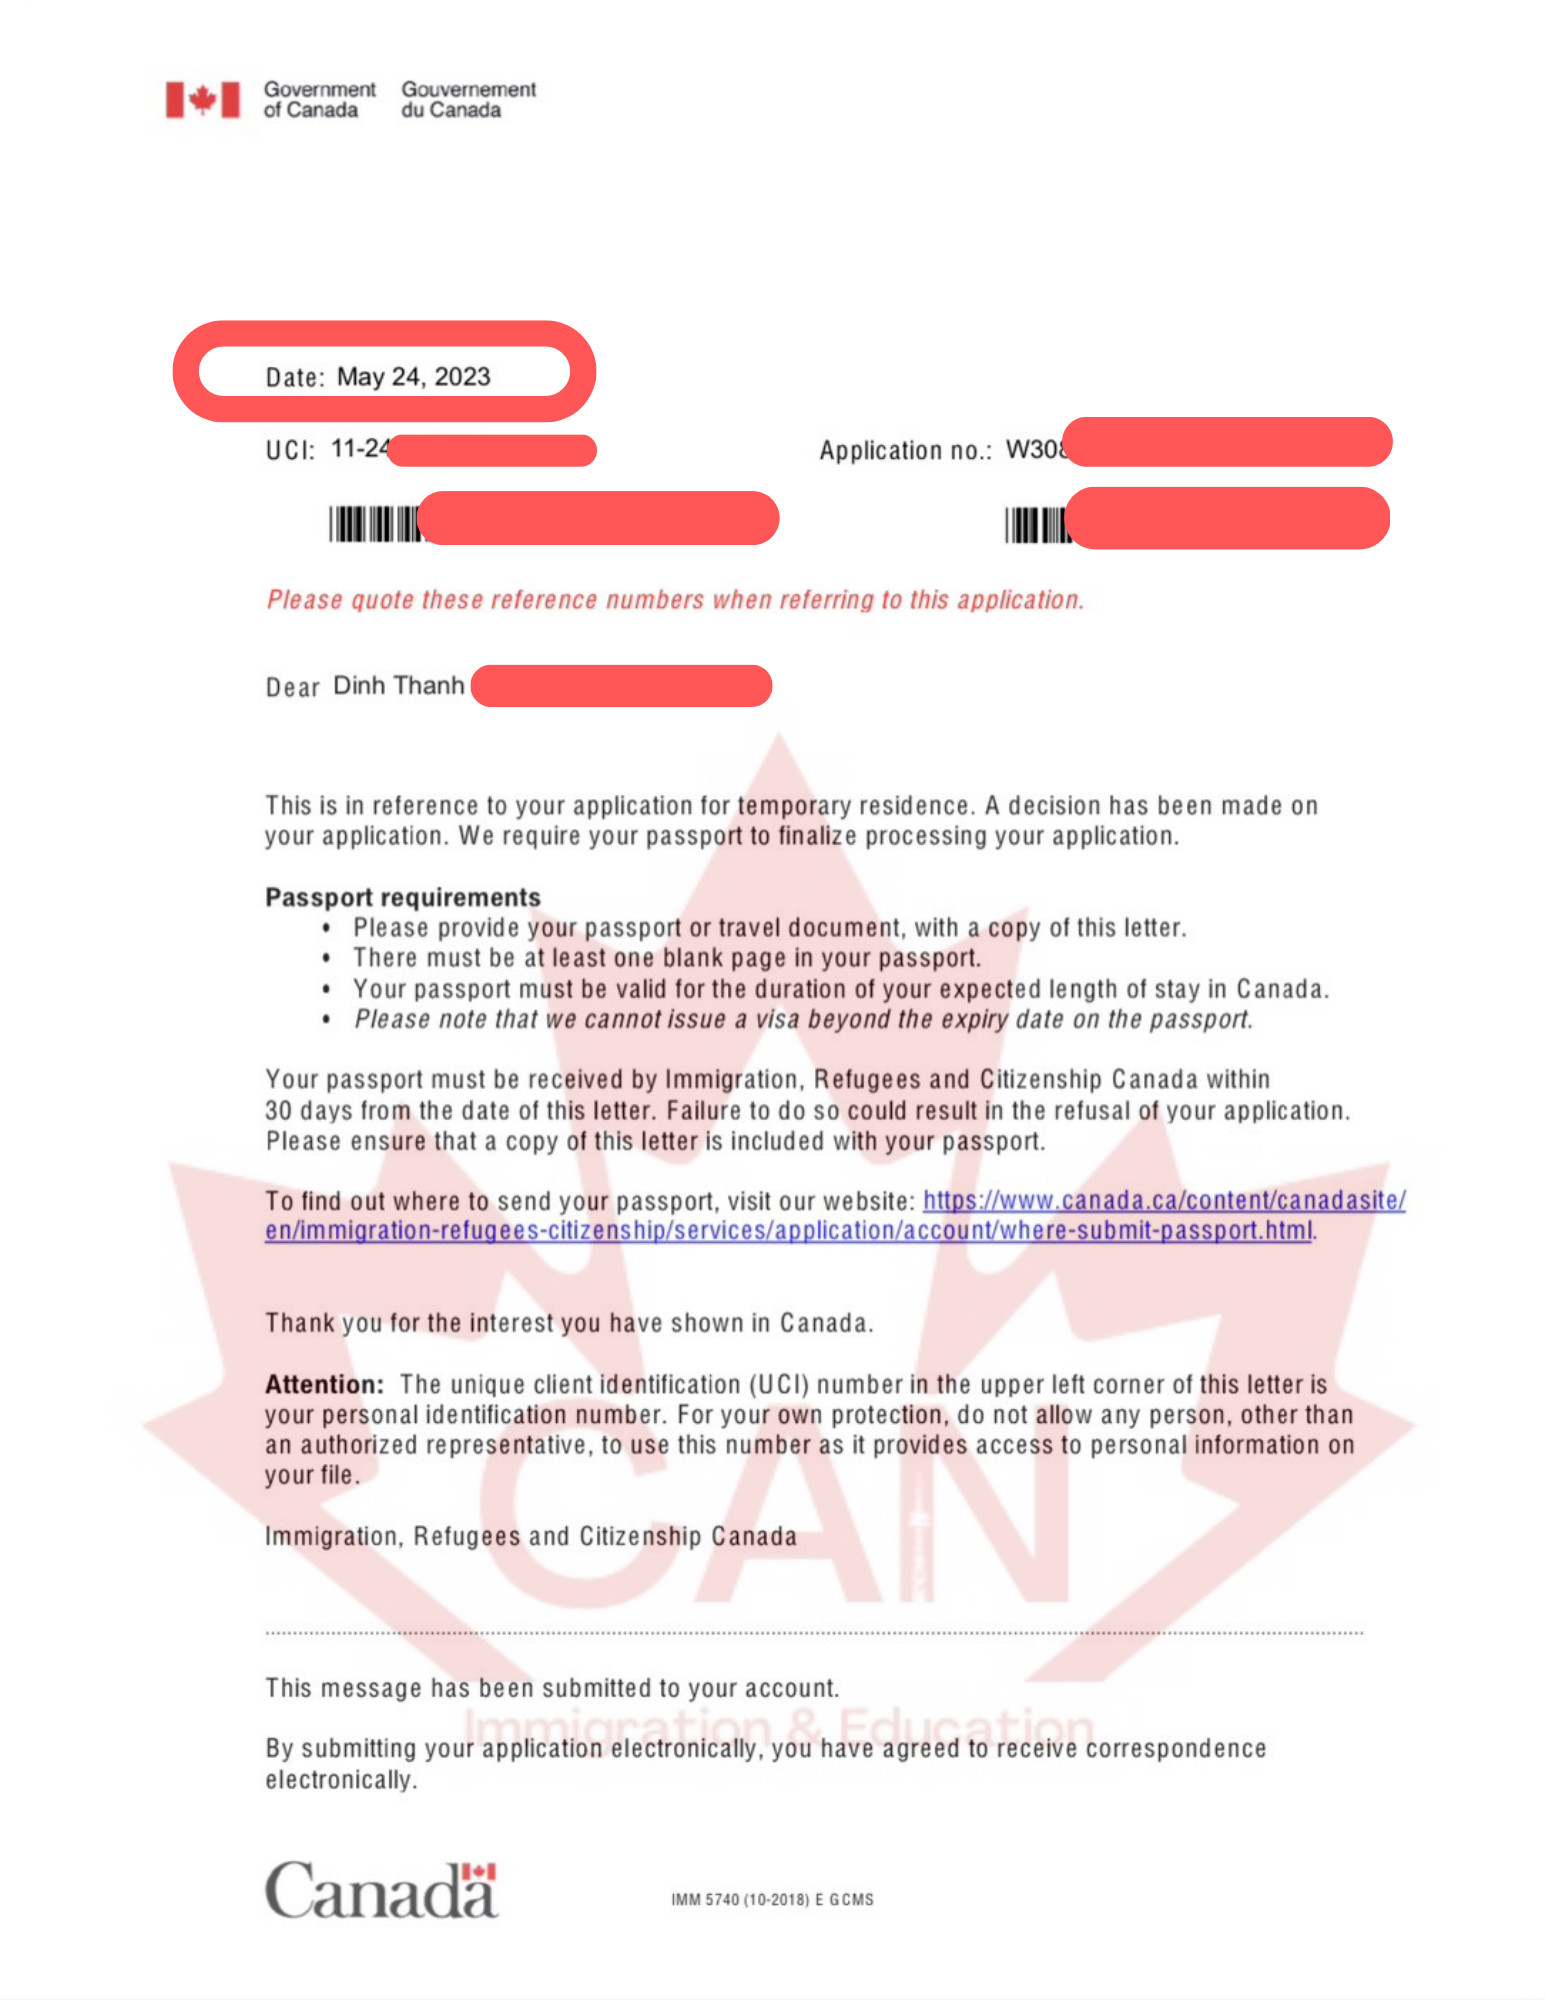 Government Gouvernement
of Canada du Canada
Date: May 24, 2023
UCI: 11-24 Application no.: W308
Please quote these reference numbers when referring to this application.
Dear Dinh Thanh
This is in reference to your application for temporary residence. A decision has been made on
your application. We require your passport to finalize processing your application.
Passport requirements
• Please provide your passport or travel document, with a copy of this letter.
• There must be at least one blank page in your passport.
• Your passport must be valid for the duration of your expected length of stay in Canada.
• Please note that we cannot issue a visa beyond the expiry date on the passport.
Your passport must be received by Immigration, Refugees and Citizenship Canada within
30 days from the date of this letter. Failure to do so could result in the refusal of your application.
Please ensure that a copy of this letter is included with your passport.
To find out where to send your passport, visit our website: https://www.canada.ca/content/canadasite/
en/immigration-refugees-citizenship/services/application/account/where-submit-passport.html.
Thank you for the interest you have shown in Canada.
Attention: The unique client identification (UCI) number in the upper left corner of this letter is
your personal identification number. For your own protection, do not allow any person, other than
an authorized representative, to use this number as it provides access to personal information on
your file.
CAN
Immigration, Refugees and Citizenship Canada
This message has been submitted to your account.
Immigration & Education
By submitting your application electronically, you have agreed to receive correspondence
electronically.
Canada
IMM 5740 (10-2018) E GCMS